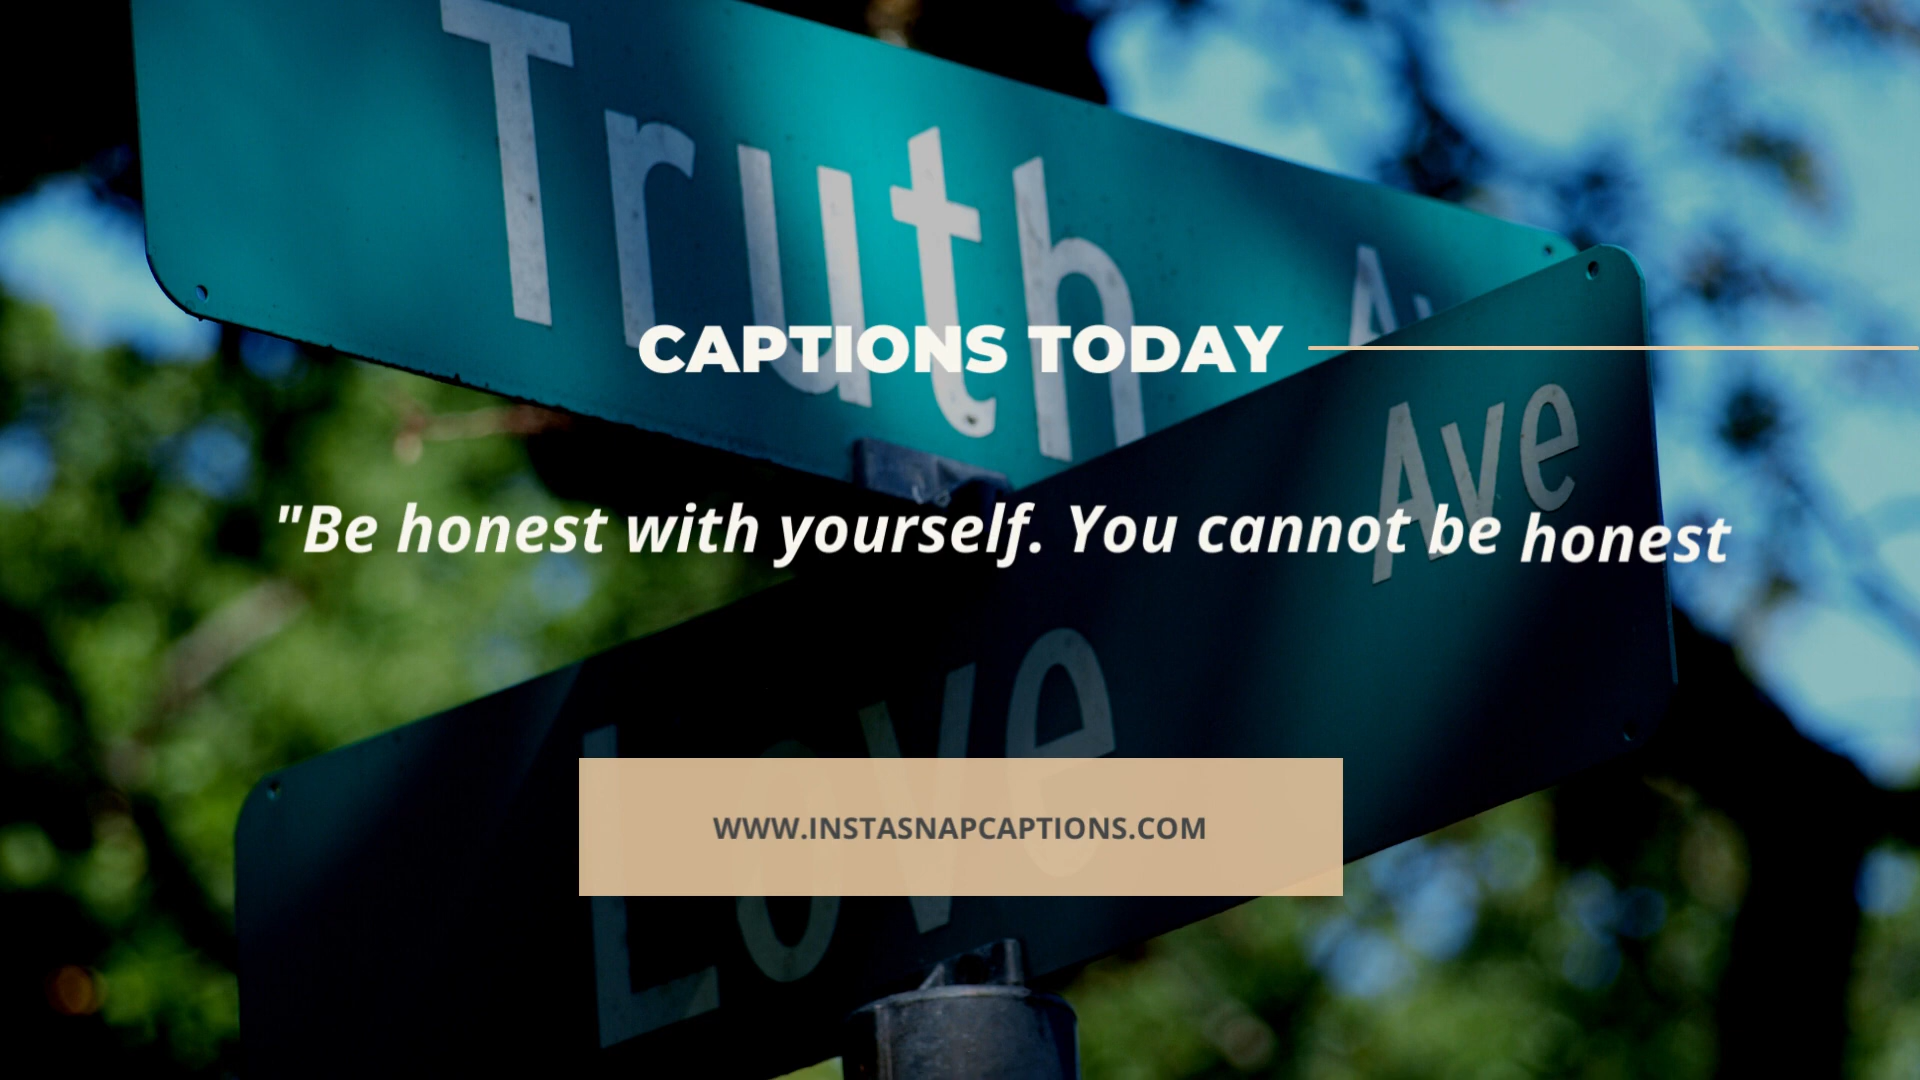 Truth Av
CAPTIONS TODAY
Ave
"Be honest with yourself. You cannot be honest
Love
WWW.INSTASNAPCAPTIONS.COM